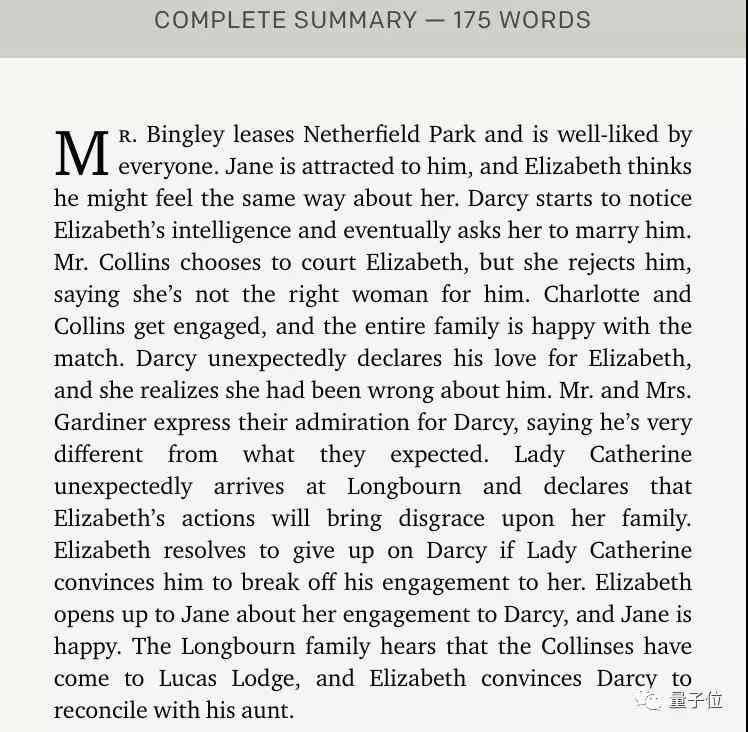 COMPLETE SUMMARY — 175 WORDS
MR. Bingley leases Netherfield Park and is well-liked by
everyone. Jane is attracted to him, and Elizabeth thinks
he might feel the same way about her. Darcy starts to notice
Elizabeth’s intelligence and eventually asks her to marry him.
Mr. Collins chooses to court Elizabeth, but she rejects him,
saying she’s not the right woman for him. Charlotte and
Collins get engaged, and the entire family is happy with the
match. Darcy unexpectedly declares his love for Elizabeth,
and she realizes she had been wrong about him. Mr. and Mrs.
Gardiner express their admiration for Darcy, saying he’s very
different from what they expected. Lady Catherine
unexpectedly arrives at Longbourn and declares that
Elizabeth’s actions will bring disgrace upon her family.
Elizabeth resolves to give up on Darcy if Lady Catherine
convinces him to break off his engagement to her. Elizabeth
opens up to Jane about her engagement to Darcy, and Jane is
happy. The Longbourn family hears that the Collinses have
come to Lucas Lodge, and Elizabeth convinces Darcy to
reconcile with his aunt.
量子位